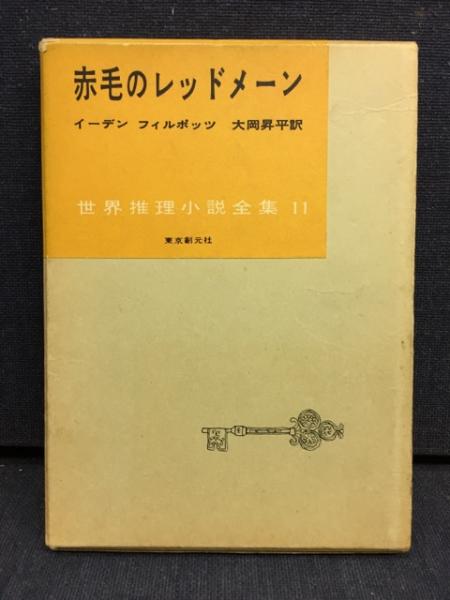 赤毛のレッドメーン
イーデン フィルポッツ 大岡昇平訳
世界推理小説全集 11
東京創元社